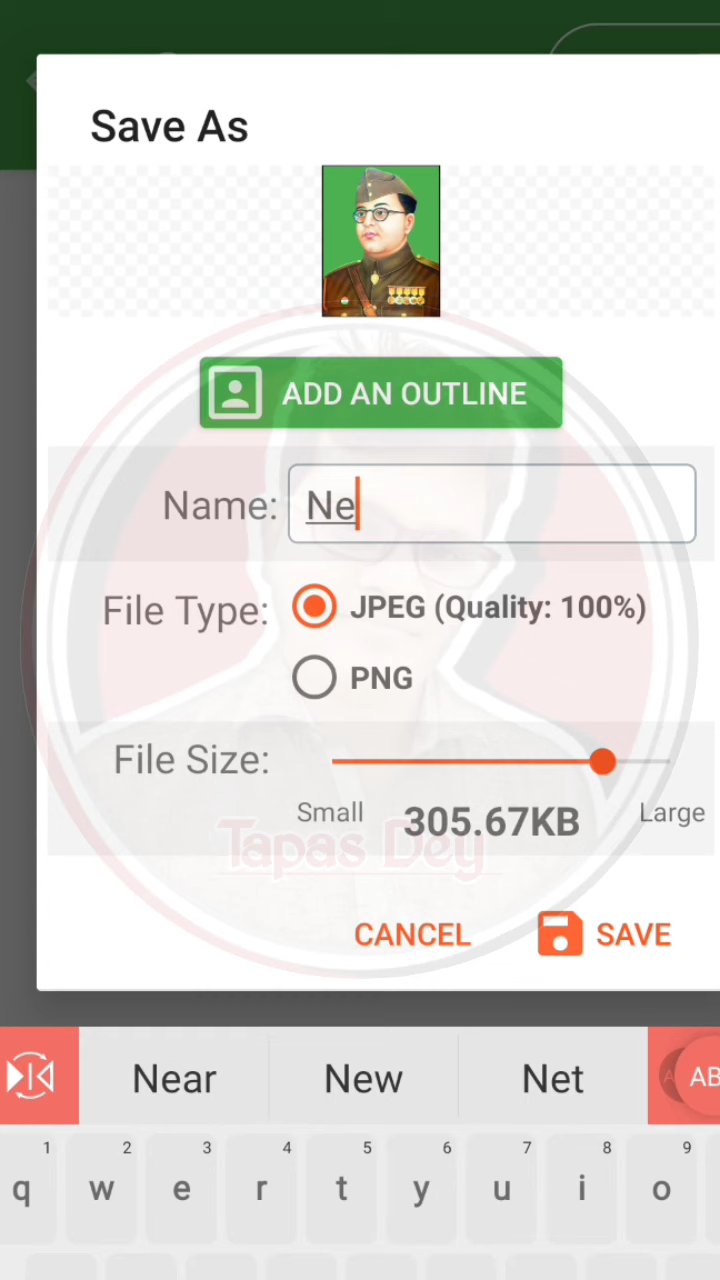 Save As
ADD AN OUTLINE
Name: Ne
File Type: JPEG (Quality: 100%)
PNG
File Size:
Small 305.67KB Large
Tapas Dey
CANCEL SAVE
Near New Net AB
1 2 3 4 5 6 7 8 9
q w e r t y u i o